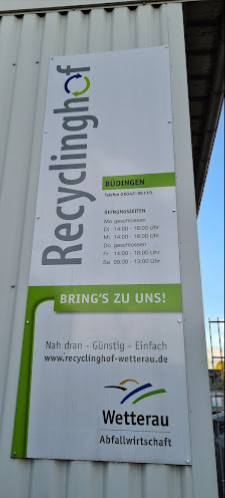 Recyclinghof
BÜDINGEN
ÖFFNUNGSZEITEN
Mo geschlossen
Di 14:00 - 18:00 Uhr
Mi 14:00 - 18:00 Uhr
Do geschlossen
Fr 13:00 - 18:00 Uhr
Sa 09:00 - 13:00 Uhr
BRING'S ZU UNS!
Nah dran - Günstig - Einfach
www.recyclinghof-wetterau.de
Wetterau
Abfallwirtschaft